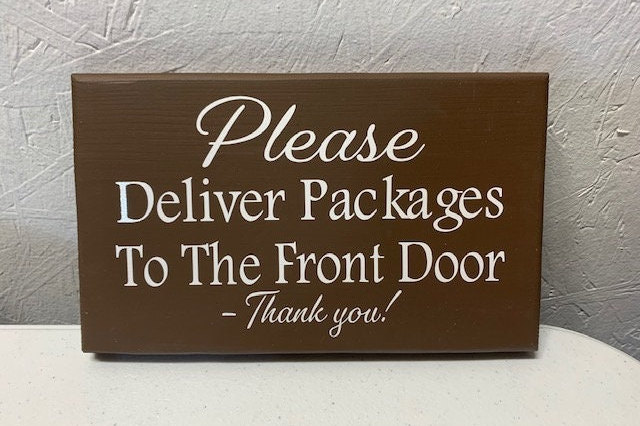 Please
Deliver Packages
To The Front Door
- Thank you!